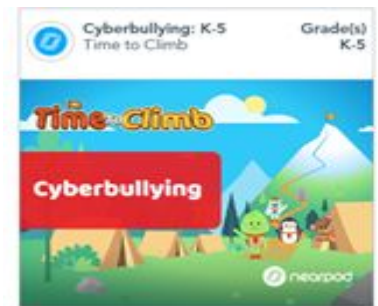 Cyberbullying: K-5
Time to Climb
Grade(s)
K-5
Time to Climb
Cyberbullying
nearpod